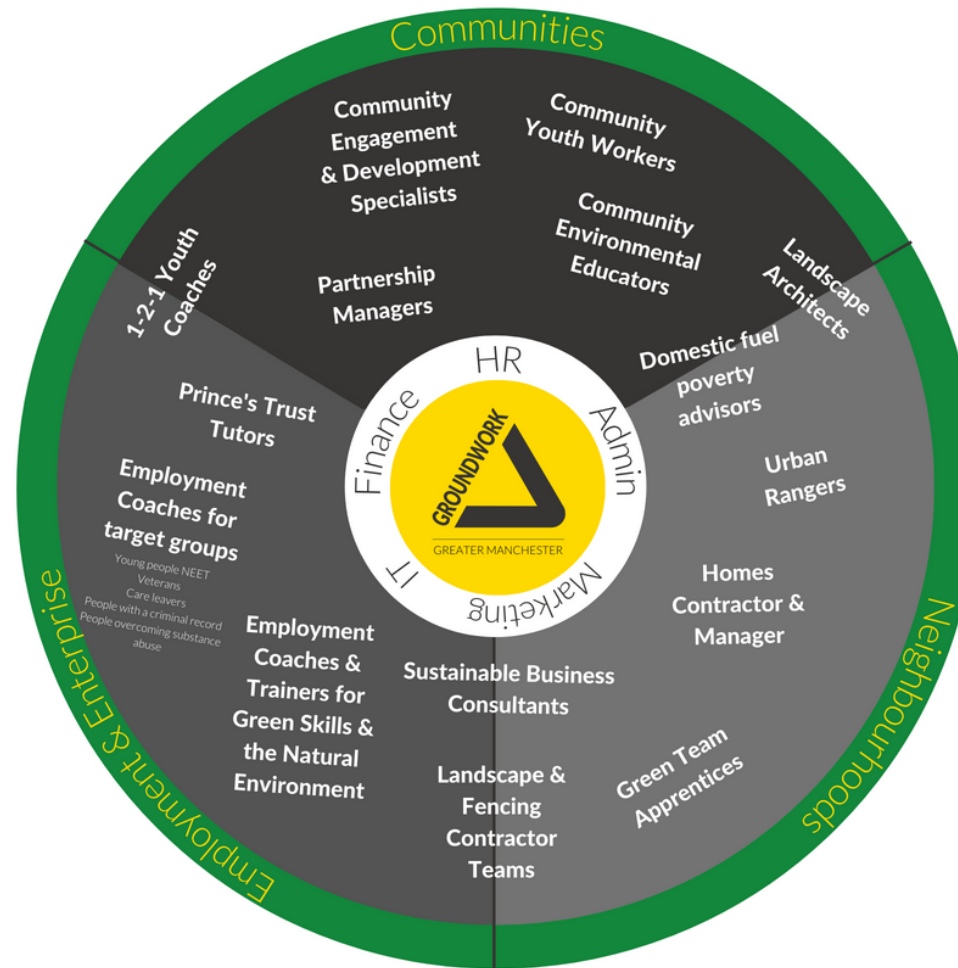 Communities
Community
Engagement
& Development
Specialists
Community
Youth Workers
Community
Environmental
Educators
Partnership
Managers
1-2-1 Youth
Coaches
Landscape
Architects
Domestic fuel
poverty
advisors
Prince's Trust
Tutors
Employment
Coaches for
target groups
Young people NEET
Veterans
Care leavers
People with a criminal record
People overcoming substance
abuse
Employment
Coaches &
Trainers for
Green Skills &
the Natural
Environment
Sustainable Business
Consultants
Landscape &
Fencing
Contractor
Teams
Urban
Rangers
Homes
Contractor &
Manager
Green Team
Apprentices
HR
Admin
Marketing
IT
Finance
GROUNDWORK
GREATER MANCHESTER
Employment & Enterprise
Neighbourhoods